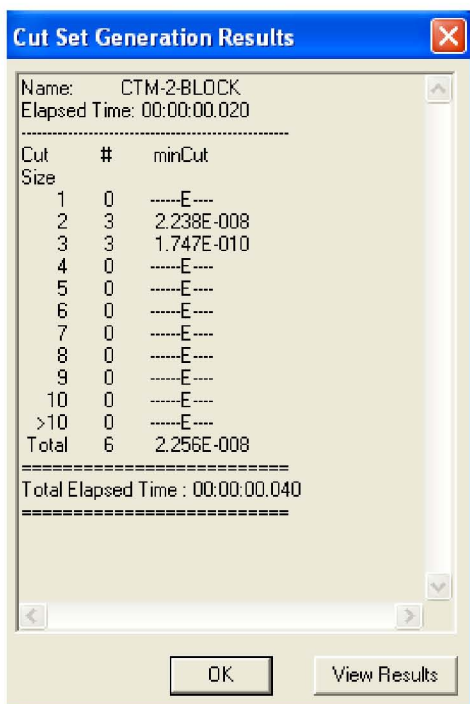 Cut Set Generation Results
Name: CTM-2-BLOCK
Elapsed Time: 00:00:00.020
--------------------------------------------------
Cut # minCut
Size
1 0 ------E----
2 3 2.238E-008
3 3 1.747E-010
4 0 ------E----
5 0 ------E----
6 0 ------E----
7 0 ------E----
8 0 ------E----
9 0 ------E----
10 0 ------E----
>10 0 ------E----
Total 6 2.256E-008
===========================
Total Elapsed Time : 00:00:00.040
===========================
OK View Results